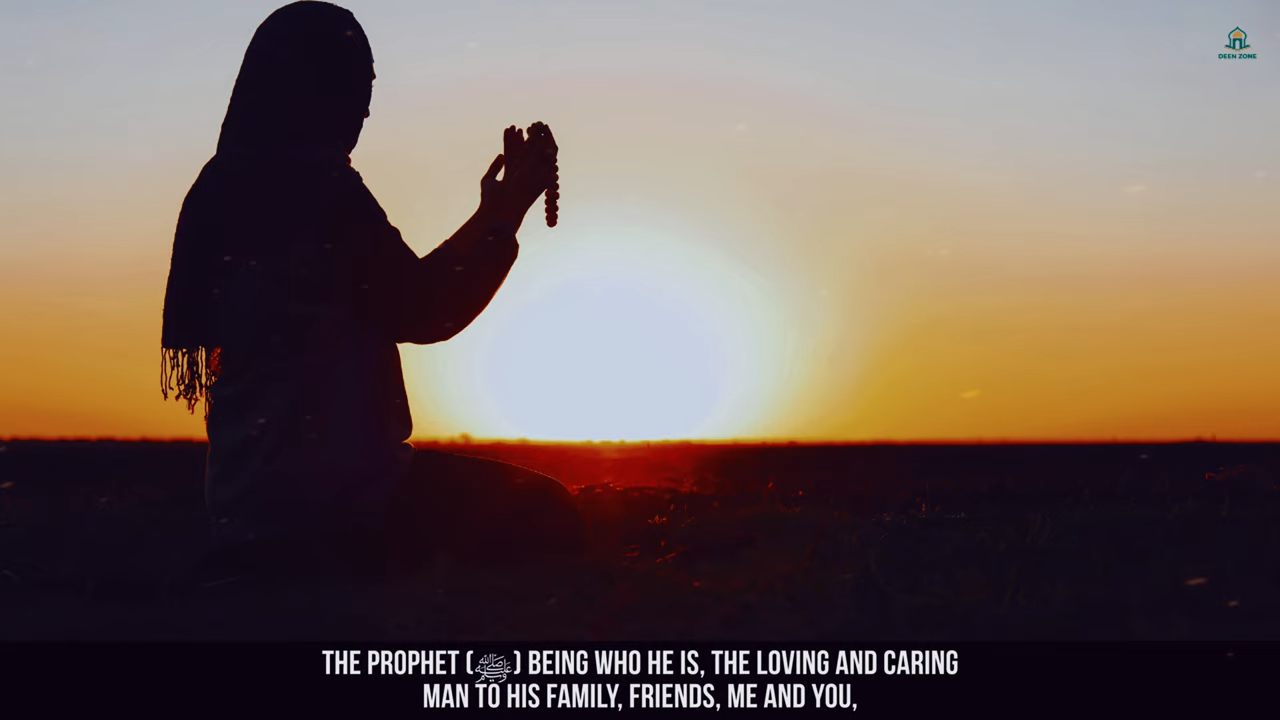 DEEN ZONE
THE PROPHET (ﷺ) BEING WHO HE IS, THE LOVING AND CARING
MAN TO HIS FAMILY, FRIENDS, ME AND YOU,